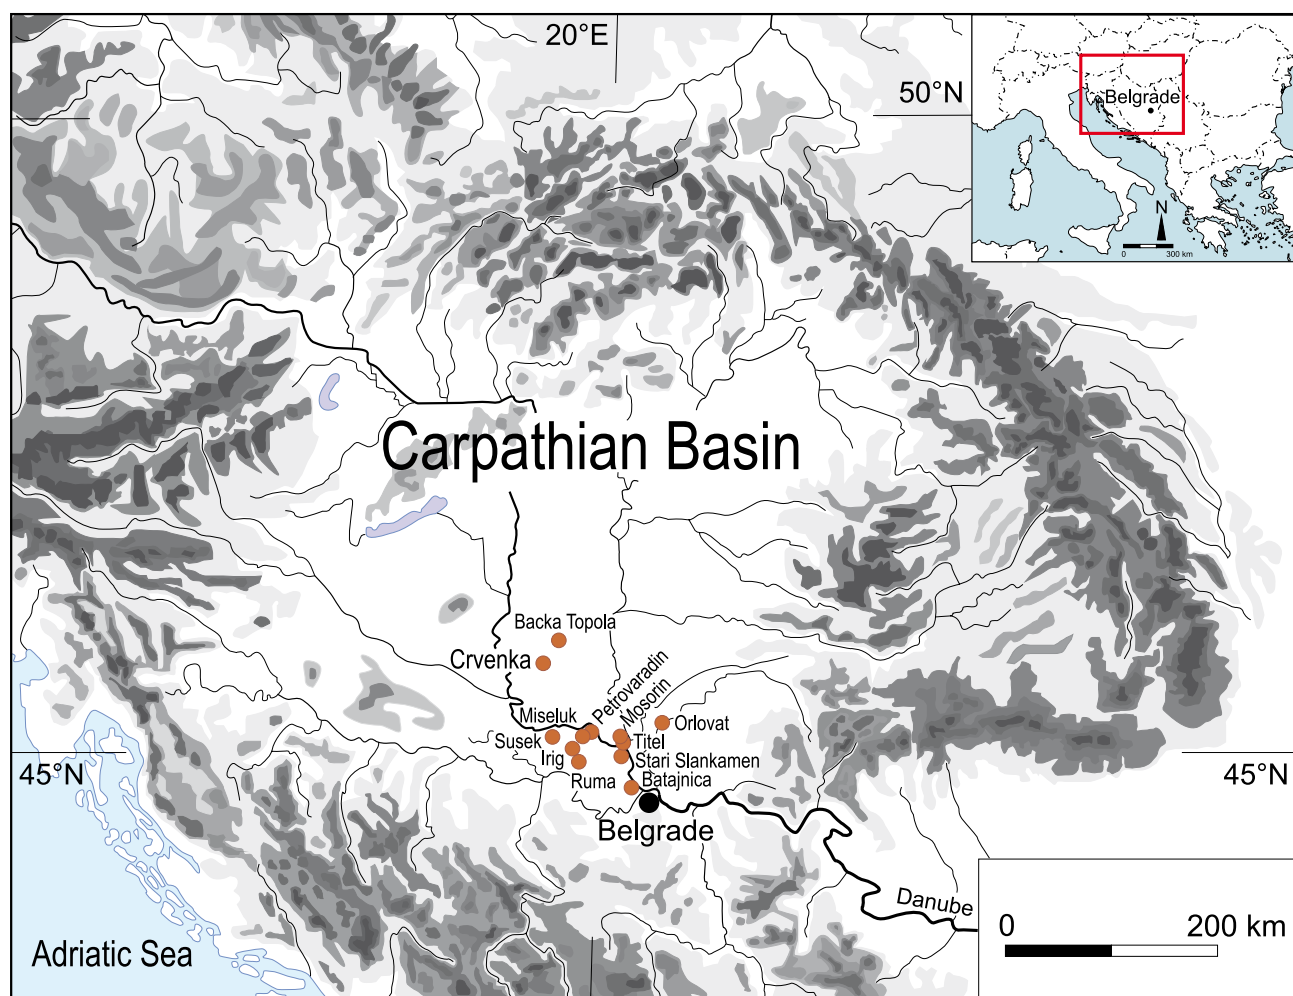 20°E
50°N
Belgrade
N
0 300 km
Carpathian Basin
Backa Topola
Crvenka
Petrovaradin
Mosorin
Miseluk
Orlovat
Susek
Titel
Irig
Stari Slankamen
Ruma
Batajnica
45°N
45°N
Belgrade
Danube
0 200 km
Adriatic Sea